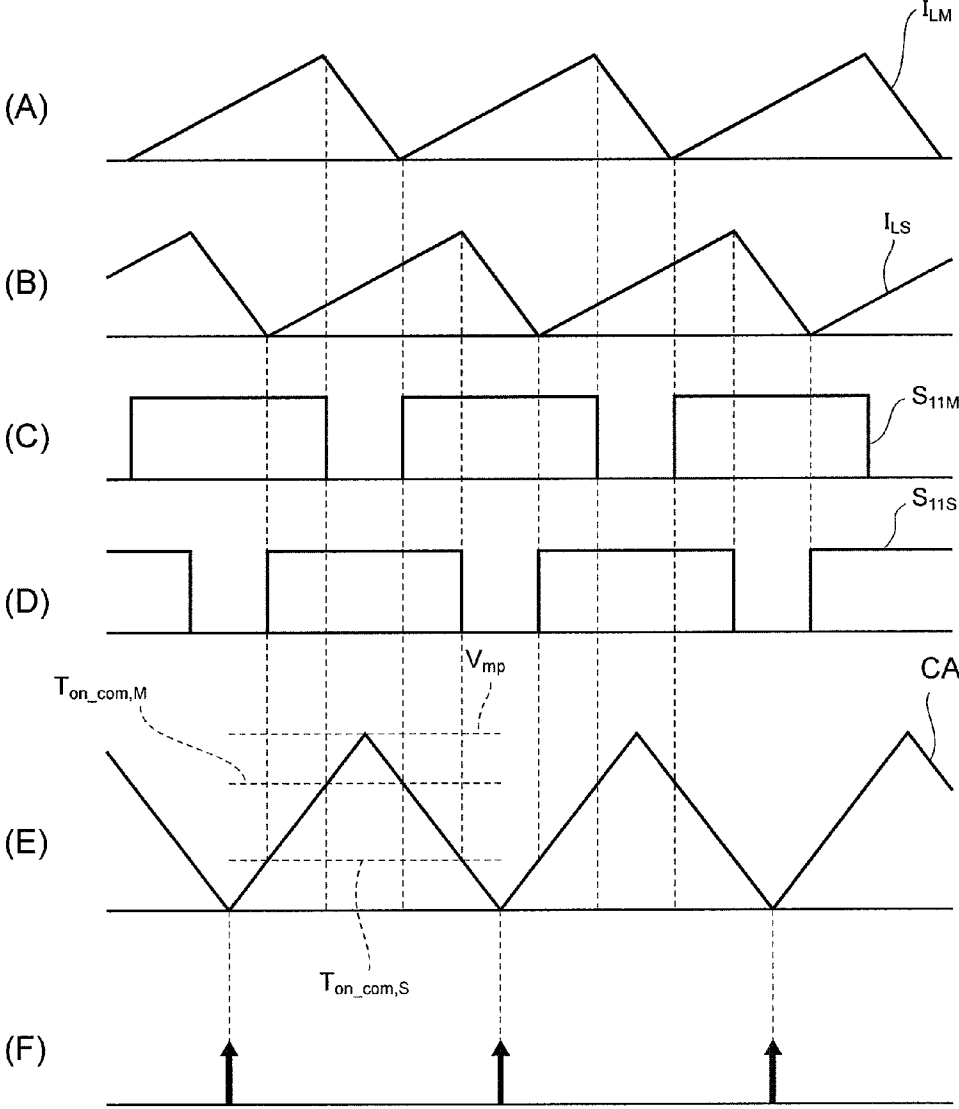 I_LM
(A)
I_LS
(B)
S_11M
(C)
S_11S
(D)
V_mp
T_on_com,M
CA
(E)
T_on_com,S
(F)